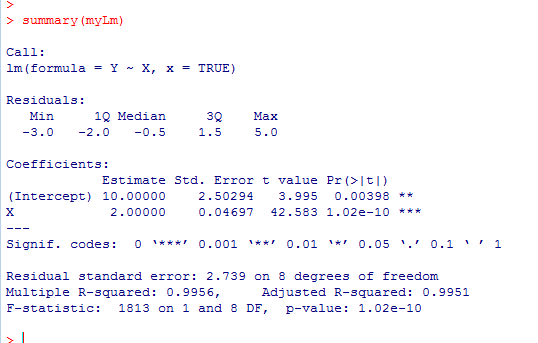 >
> summary(myLm)
Call:
lm(formula = Y ~ X, x = TRUE)
Residuals:
Min 1Q Median 3Q Max
-3.0 -2.0 -0.5 1.5 5.0
Coefficients:
Estimate Std. Error t value Pr(>|t|)
(Intercept) 10.00000 2.50294 3.995 0.00398 **
X 2.00000 0.04697 42.583 1.02e-10 ***
---
Signif. codes: 0 ‘***’ 0.001 ‘**’ 0.01 ‘*’ 0.05 ‘.’ 0.1 ‘ ’ 1
Residual standard error: 2.739 on 8 degrees of freedom
Multiple R-squared: 0.9956, Adjusted R-squared: 0.9951
F-statistic: 1813 on 1 and 8 DF, p-value: 1.02e-10
>